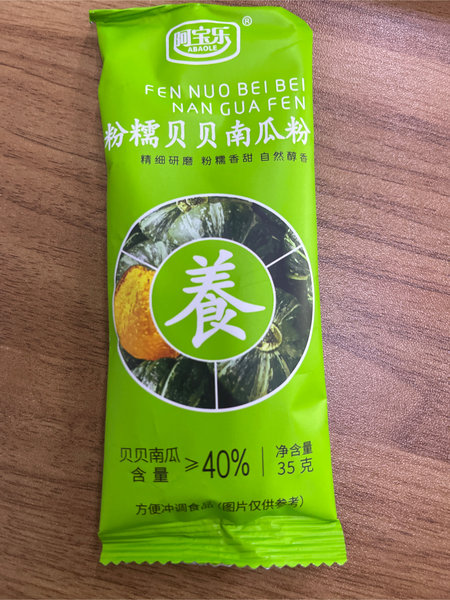 阿宝乐®
ABAOLE
FEN NUO BEI BEI
NAN GUA FEN
粉糯贝贝南瓜粉
精细研磨 粉糯香甜 自然醇香
養
贝贝南瓜
含量
≥40%
净含量
35克
方便冲调食品(图片仅供参考)